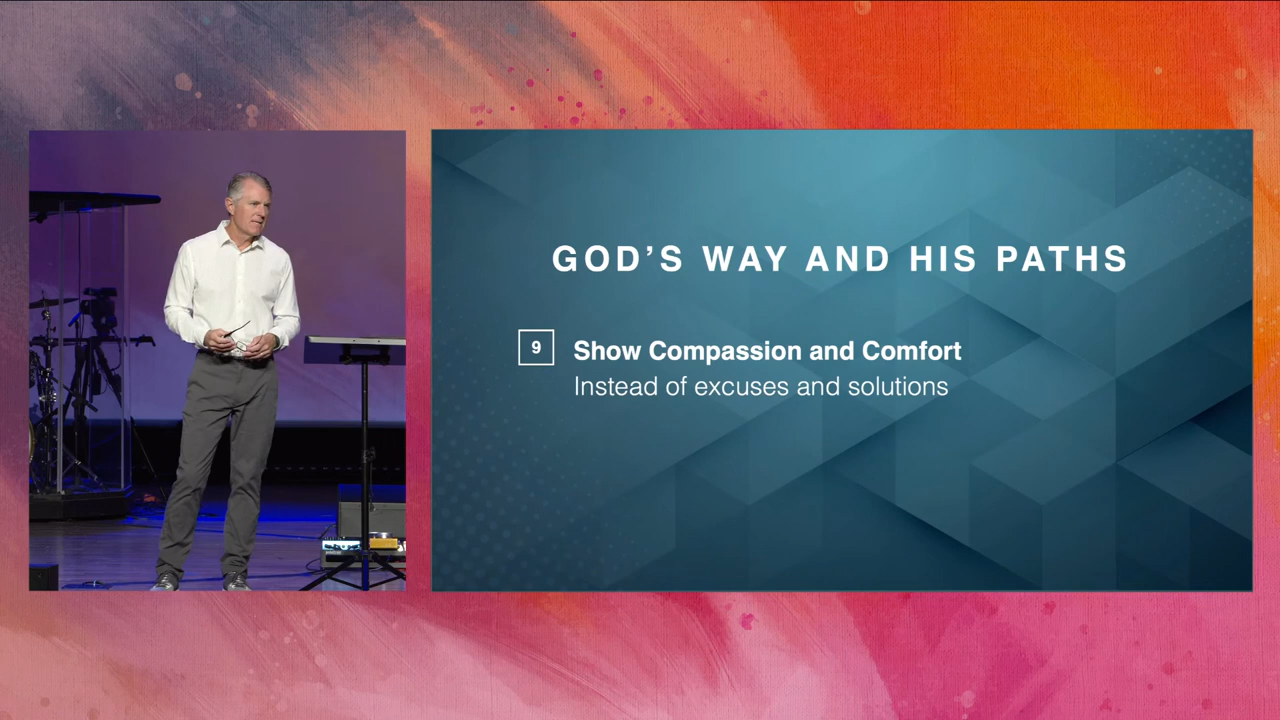 GOD’S WAY AND HIS PATHS
9
Show Compassion and Comfort
Instead of excuses and solutions